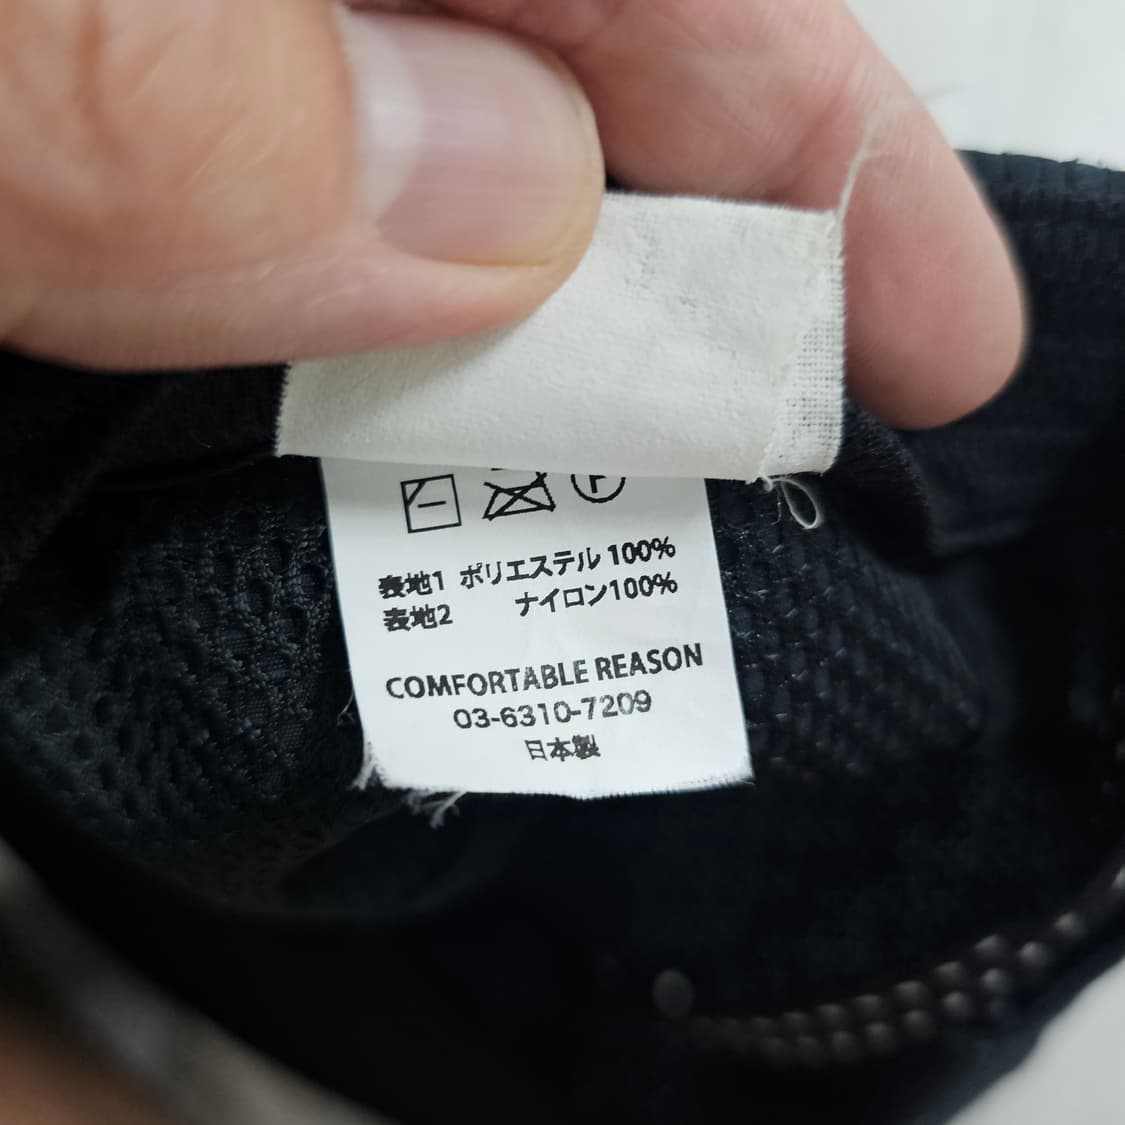 表地1 ポリエステル 100%
表地2 ナイロン100%
COMFORTABLE REASON
03-6310-7209
日本製